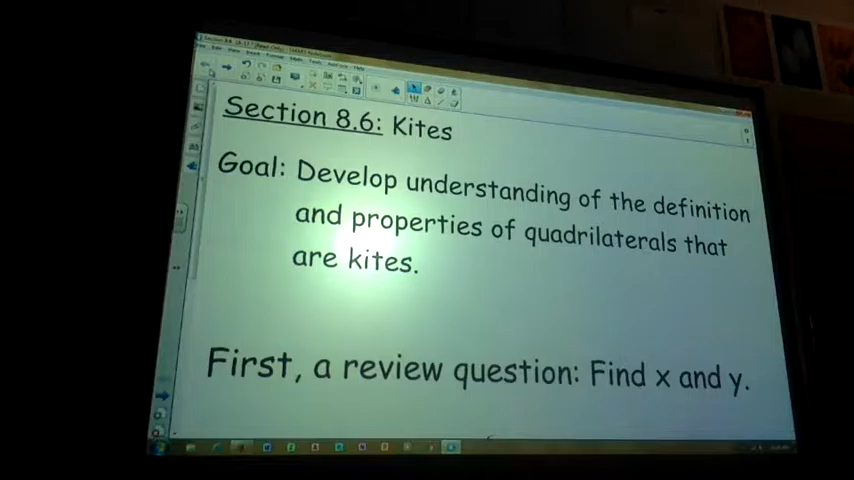 Section 8.6: Kites
Goal: Develop understanding of the definition
and properties of quadrilaterals that
are kites.
First, a review question: Find x and y.